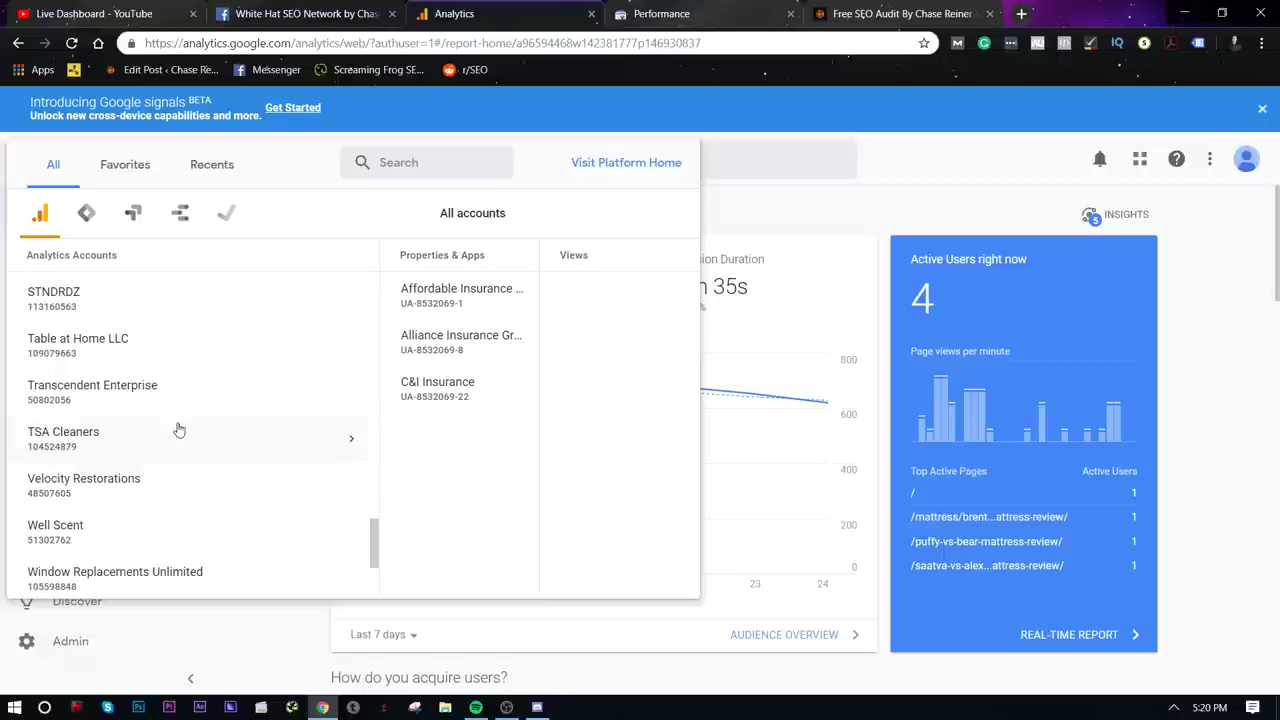 Live Dashboard - YouTube
White Hat SEO Network by Chase
Analytics
Performance
Free SEO Audit By Chase Reiner
https://analytics.google.com/analytics/web/?authuser=1#/report-home/a96594468w142381777p146930837
Apps
Edit Post ‹ Chase Re...
Messenger
Screaming Frog SE...
r/SEO
Introducing Google signals BETA
Unlock new cross-device capabilities and more.
Get Started
All
Favorites
Recents
Search
Visit Platform Home
All accounts
INSIGHTS
5
Analytics Accounts
Properties & Apps
Views
STNDRDZ
113160563
Table at Home LLC
109079663
Transcendent Enterprise
50802056
TSA Cleaners
104524879
Velocity Restorations
48507605
Well Scent
51302762
Window Replacements Unlimited
105598848
Affordable Insurance ...
UA-8532069-1
Alliance Insurance Gr...
UA-8532069-8
C&I Insurance
UA-8532069-22
ion Duration
35s
%
800
600
400
200
0
23
24
Active Users right now
4
Page views per minute
Top Active Pages
Active Users
/
1
/mattress/brent...attress-review/
1
/puffy-vs-bear-mattress-review/
1
/saatva-vs-alex...attress-review/
1
REAL-TIME REPORT
Discover
Admin
Last 7 days
AUDIENCE OVERVIEW
How do you acquire users?
5:20 PM